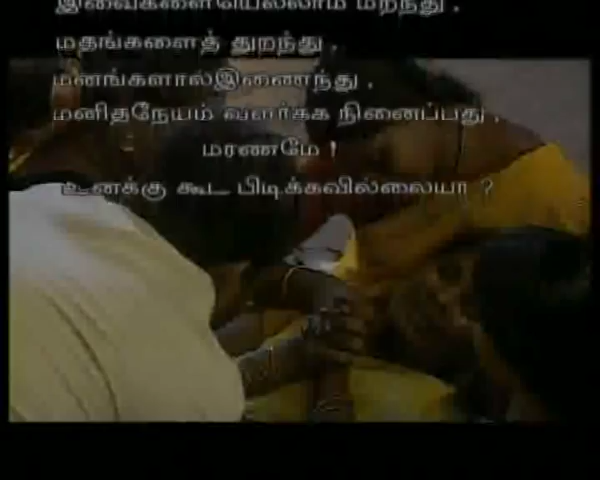 இவைகளையெல்லாம் மறந்து ,
மதங்களைத் துறந்து ,
மனங்களால்இணைந்து ,
மனிதநேயம் வளர்க்க நினைப்பது ,
மரணமே !
உனக்கு கூட பிடிக்கவில்லையா ?